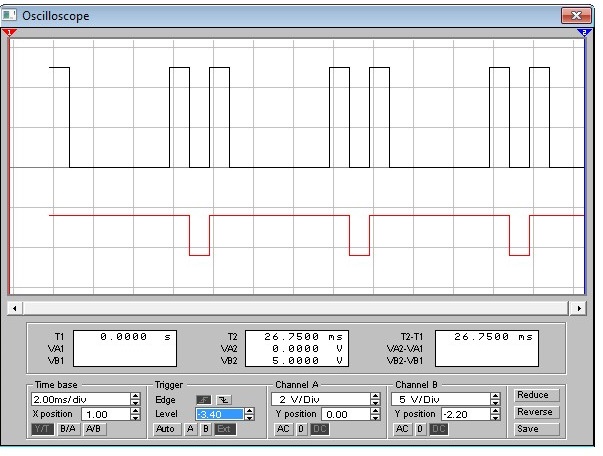 Oscilloscope
1 2
T1 0.0000 s T2 26.7500 ms T2-T1 26.7500 ms
VA1 VA2 0.0000 V VA2-VA1
VB1 VB2 5.0000 V VB2-VB1
Time base Trigger Channel A Channel B
2.00ms/div Edge 2 V/Div 5 V/Div Reduce
X position 1.00 Level -3.40 Y position 0.00 Y position -2.20 Reverse
Y/T B/A A/B Auto A B Ext AC 0 DC AC 0 DC Save